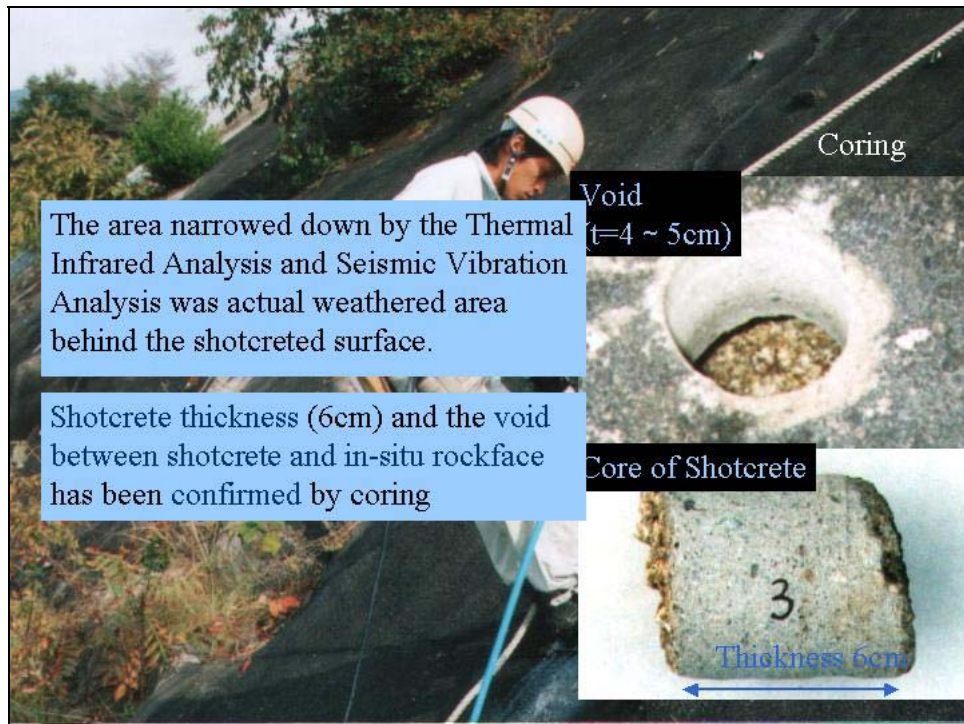 Coring
Void
(t=4 ~ 5cm)
The area narrowed down by the Thermal
Infrared Analysis and Seismic Vibration
Analysis was actual weathered area
behind the shotcreted surface.
Shotcrete thickness (6cm) and the void
between shotcrete and in-situ rockface
has been confirmed by coring
Core of Shotcrete
3
Thickness 6cm